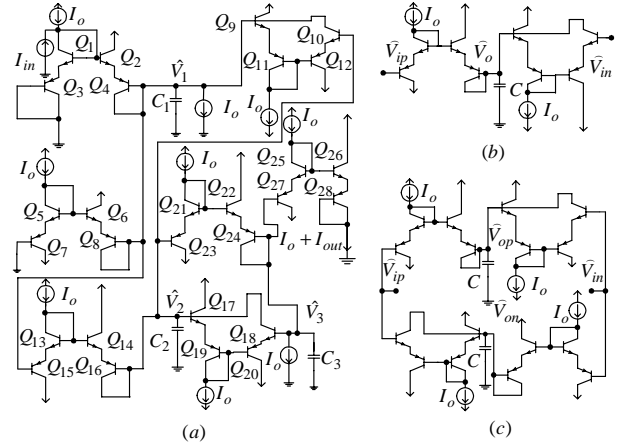 I_o
I_in
Q_1
Q_2
Q_3
Q_4
V̂_1
C_1
I_o
Q_9
Q_10
Q_11
Q_12
I_o
I_o
Q_5
Q_6
Q_7
Q_8
I_o
Q_21
Q_22
Q_23
Q_24
I_o
Q_25
Q_26
Q_27
Q_28
I_o + I_out
I_o
Q_13
Q_14
Q_15
Q_16
V̂_2
C_2
Q_17
Q_18
Q_19
Q_20
I_o
I_o
V̂_3
C_3
(a)
I_o
V̂_ip
V̂_o
C
V̂_in
I_o
(b)
I_o
V̂_ip
V̂_op
C
I_o
V̂_in
V̂_on
I_o
C
I_o
(c)